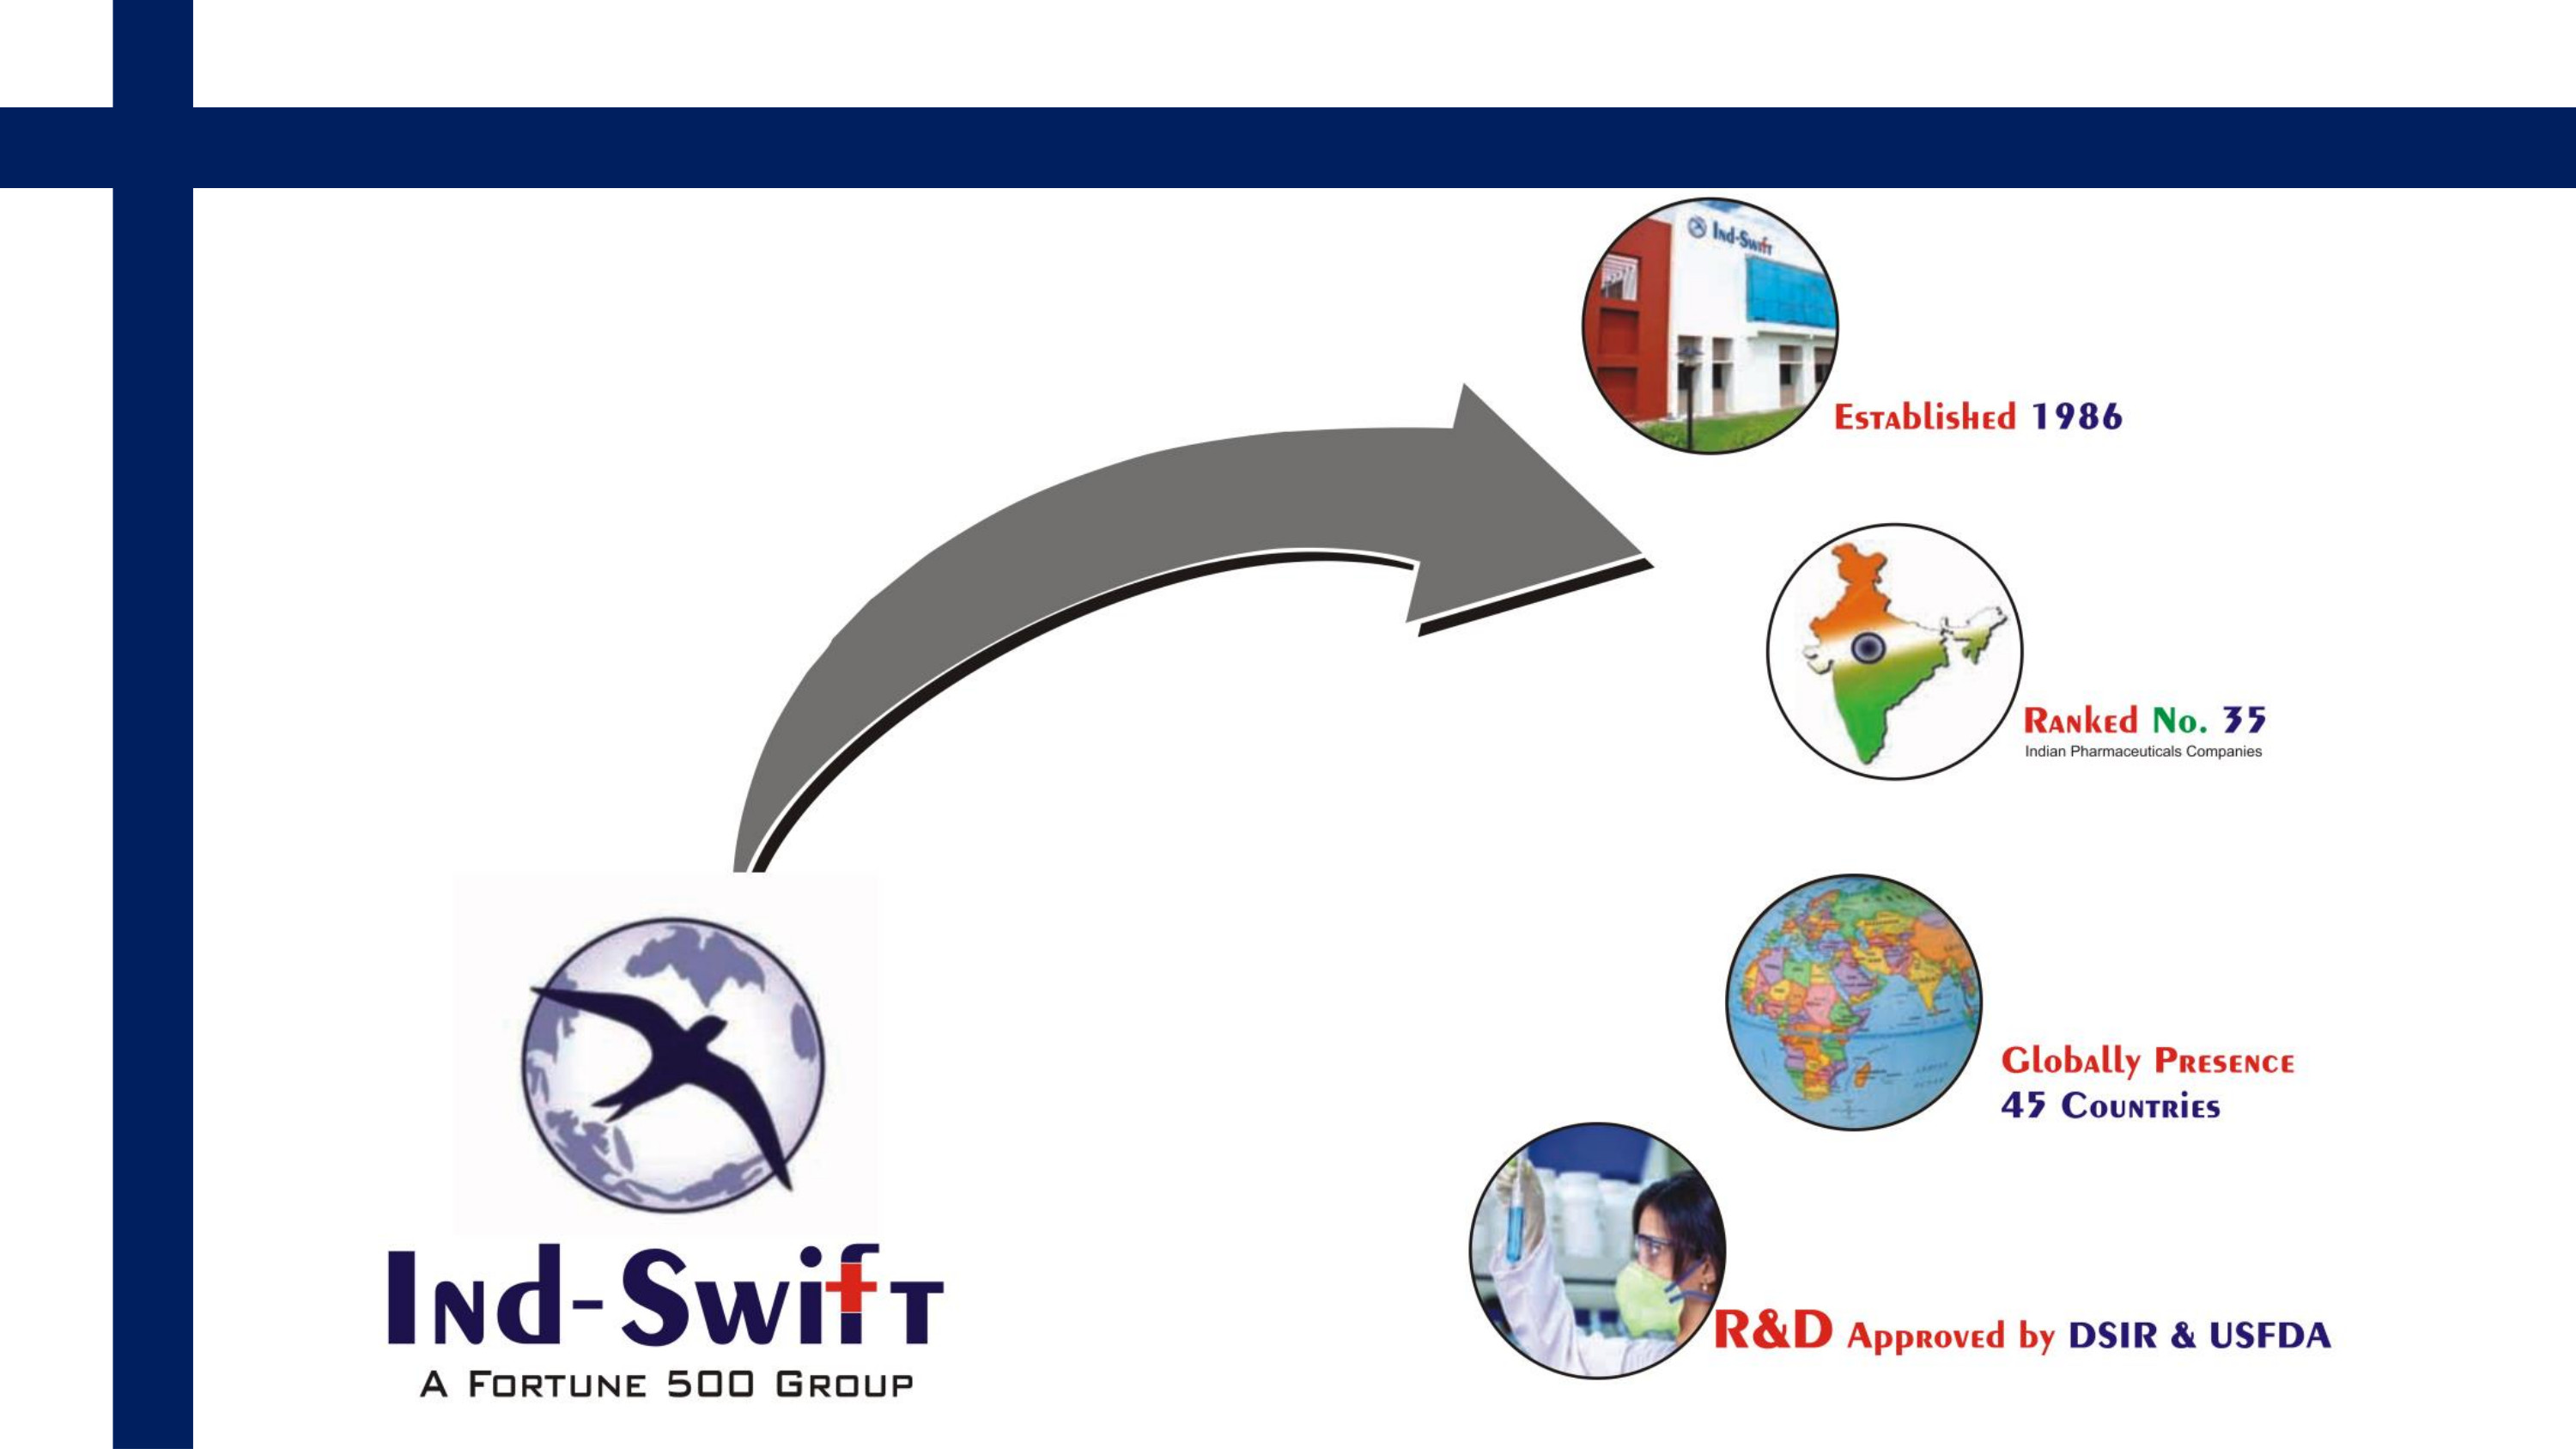 Ind-Swift
Established 1986
Ranked No. 35
Indian Pharmaceuticals Companies
Globally Presence
45 Countries
R&D Approved by DSIR & USFDA
Ind-Swift
A Fortune 500 Group